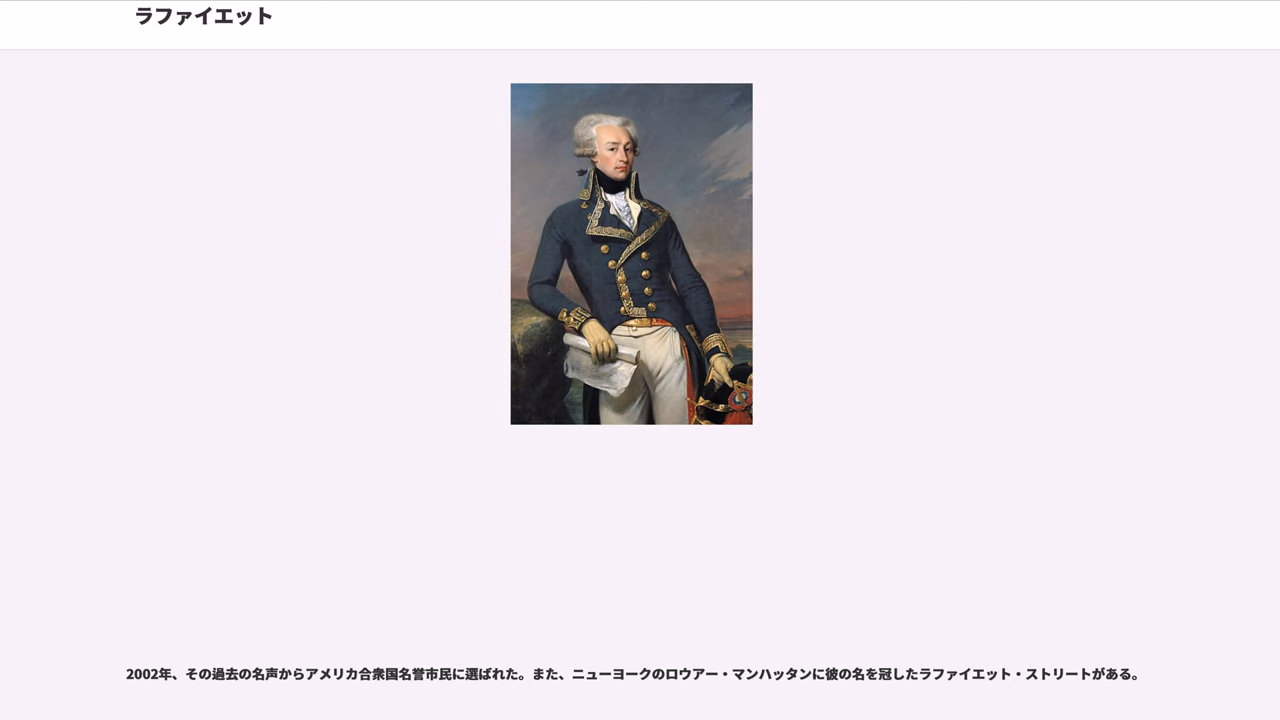 ラファイエット
2002年、その過去の名声からアメリカ合衆国名誉市民に選ばれた。また、ニューヨークのロウアー・マンハッタンに彼の名を冠したラファイエット・ストリートがある。